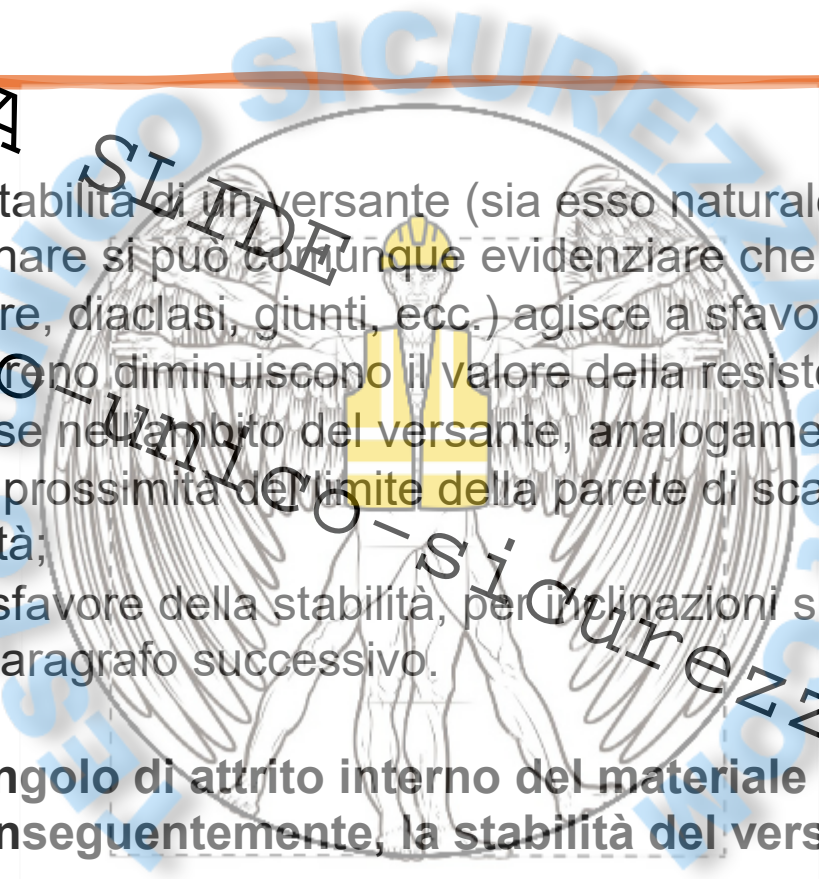 SICUREZZA
A SLIDE
tabilità di un versante (sia esso naturale
nare si può comunque evidenziare che
re, diaclasi, giunti, ecc.) agisce a sfavo
reno diminuiscono il valore della resist
o-unico-sicurezz
se nell'ambito del versante, analogame
prossimità del limite della parete di sca
tà;
sfavore della stabilità, per inclinazioni s
aragrafo successivo.
ngolo di attrito interno del materiale
nseguentemente, la stabilità del vers